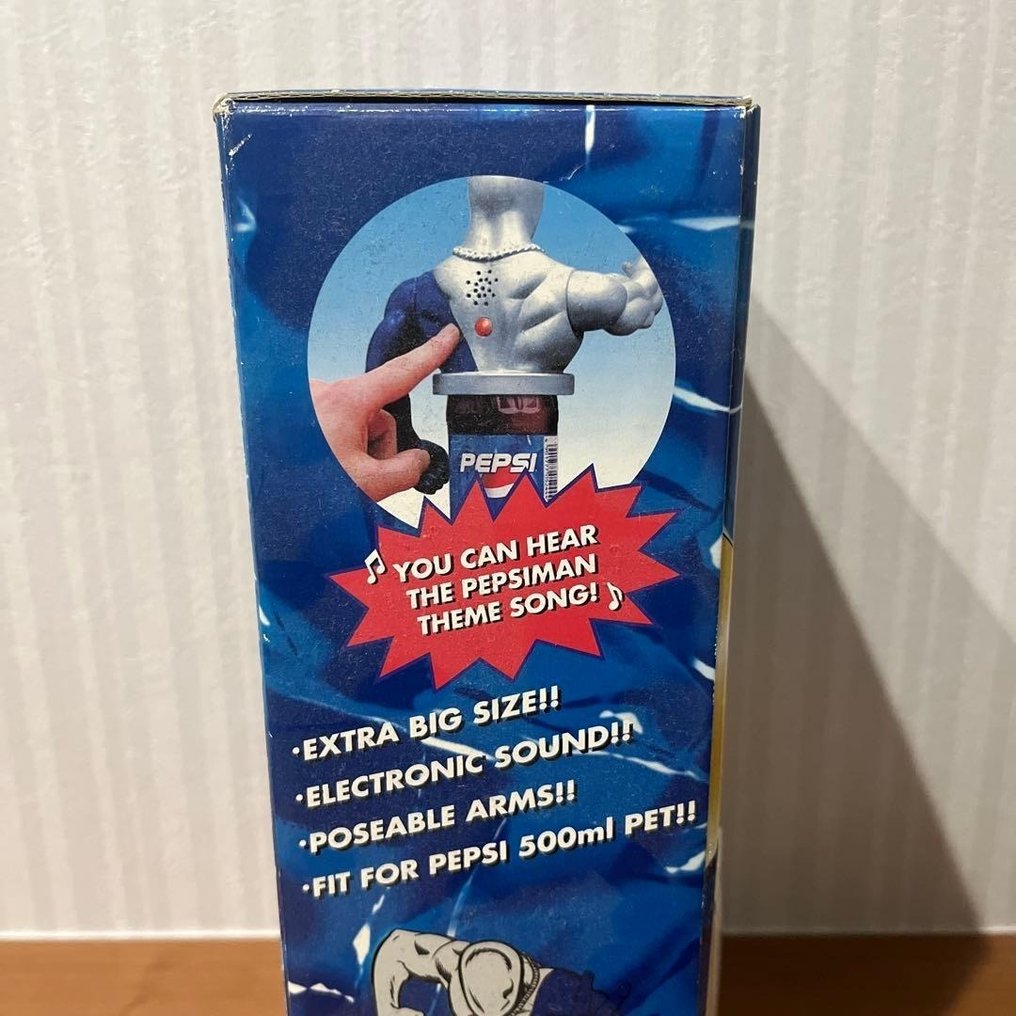 PEPSI
♪ YOU CAN HEAR
THE PEPSIMAN
THEME SONG! ♪
·EXTRA BIG SIZE!!
·ELECTRONIC SOUND!!
·POSEABLE ARMS!!
·FIT FOR PEPSI 500ml PET!!